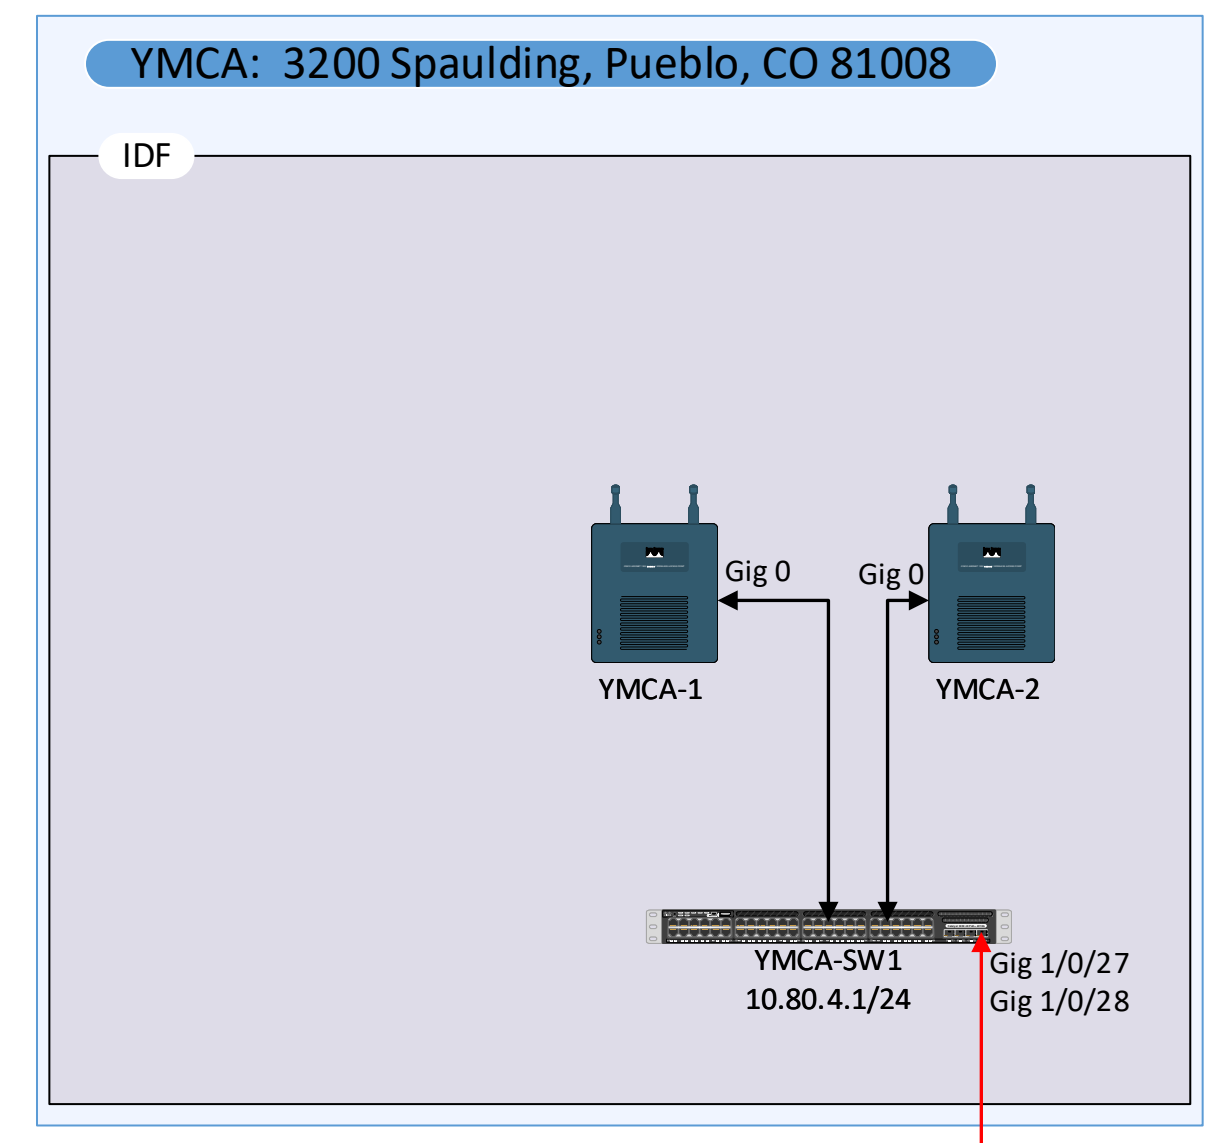 YMCA: 3200 Spaulding, Pueblo, CO 81008
IDF
Gig 0
Gig 0
YMCA-1
YMCA-2
YMCA-SW1
10.80.4.1/24
Gig 1/0/27
Gig 1/0/28